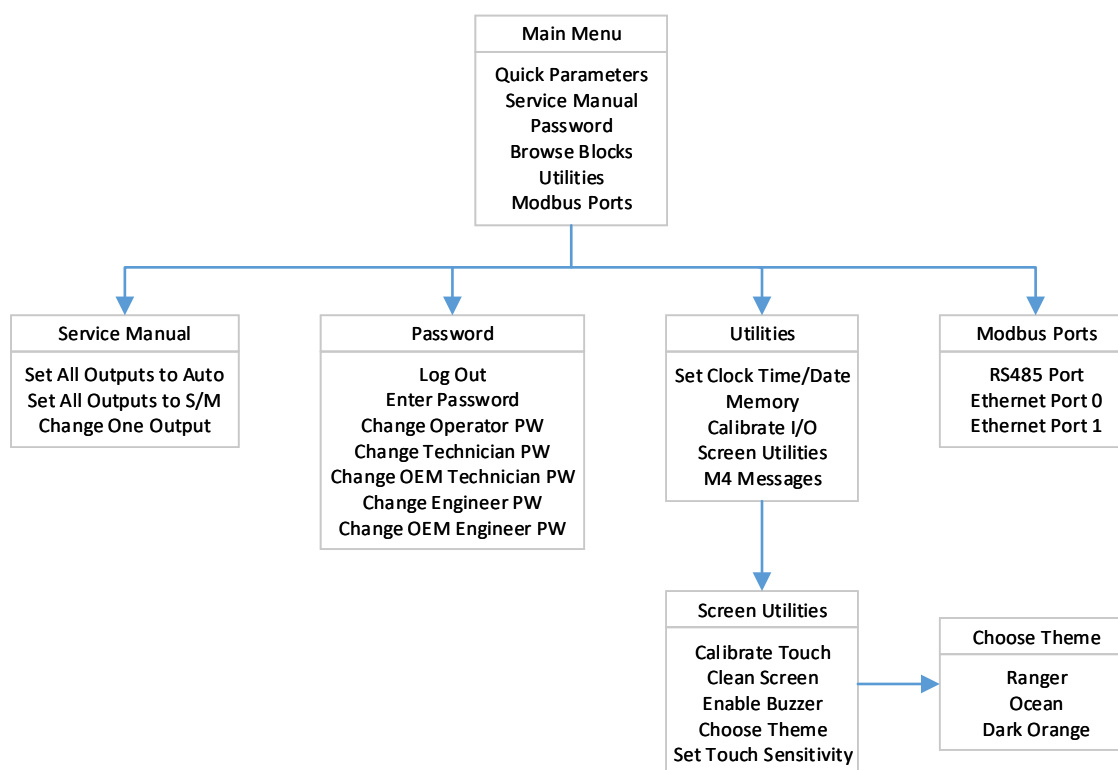 Main Menu
Quick Parameters
Service Manual
Password
Browse Blocks
Utilities
Modbus Ports
Service Manual
Set All Outputs to Auto
Set All Outputs to S/M
Change One Output
Password
Log Out
Enter Password
Change Operator PW
Change Technician PW
Change OEM Technician PW
Change Engineer PW
Change OEM Engineer PW
Utilities
Set Clock Time/Date
Memory
Calibrate I/O
Screen Utilities
M4 Messages
Modbus Ports
RS485 Port
Ethernet Port 0
Ethernet Port 1
Screen Utilities
Calibrate Touch
Clean Screen
Enable Buzzer
Choose Theme
Set Touch Sensitivity
Choose Theme
Ranger
Ocean
Dark Orange